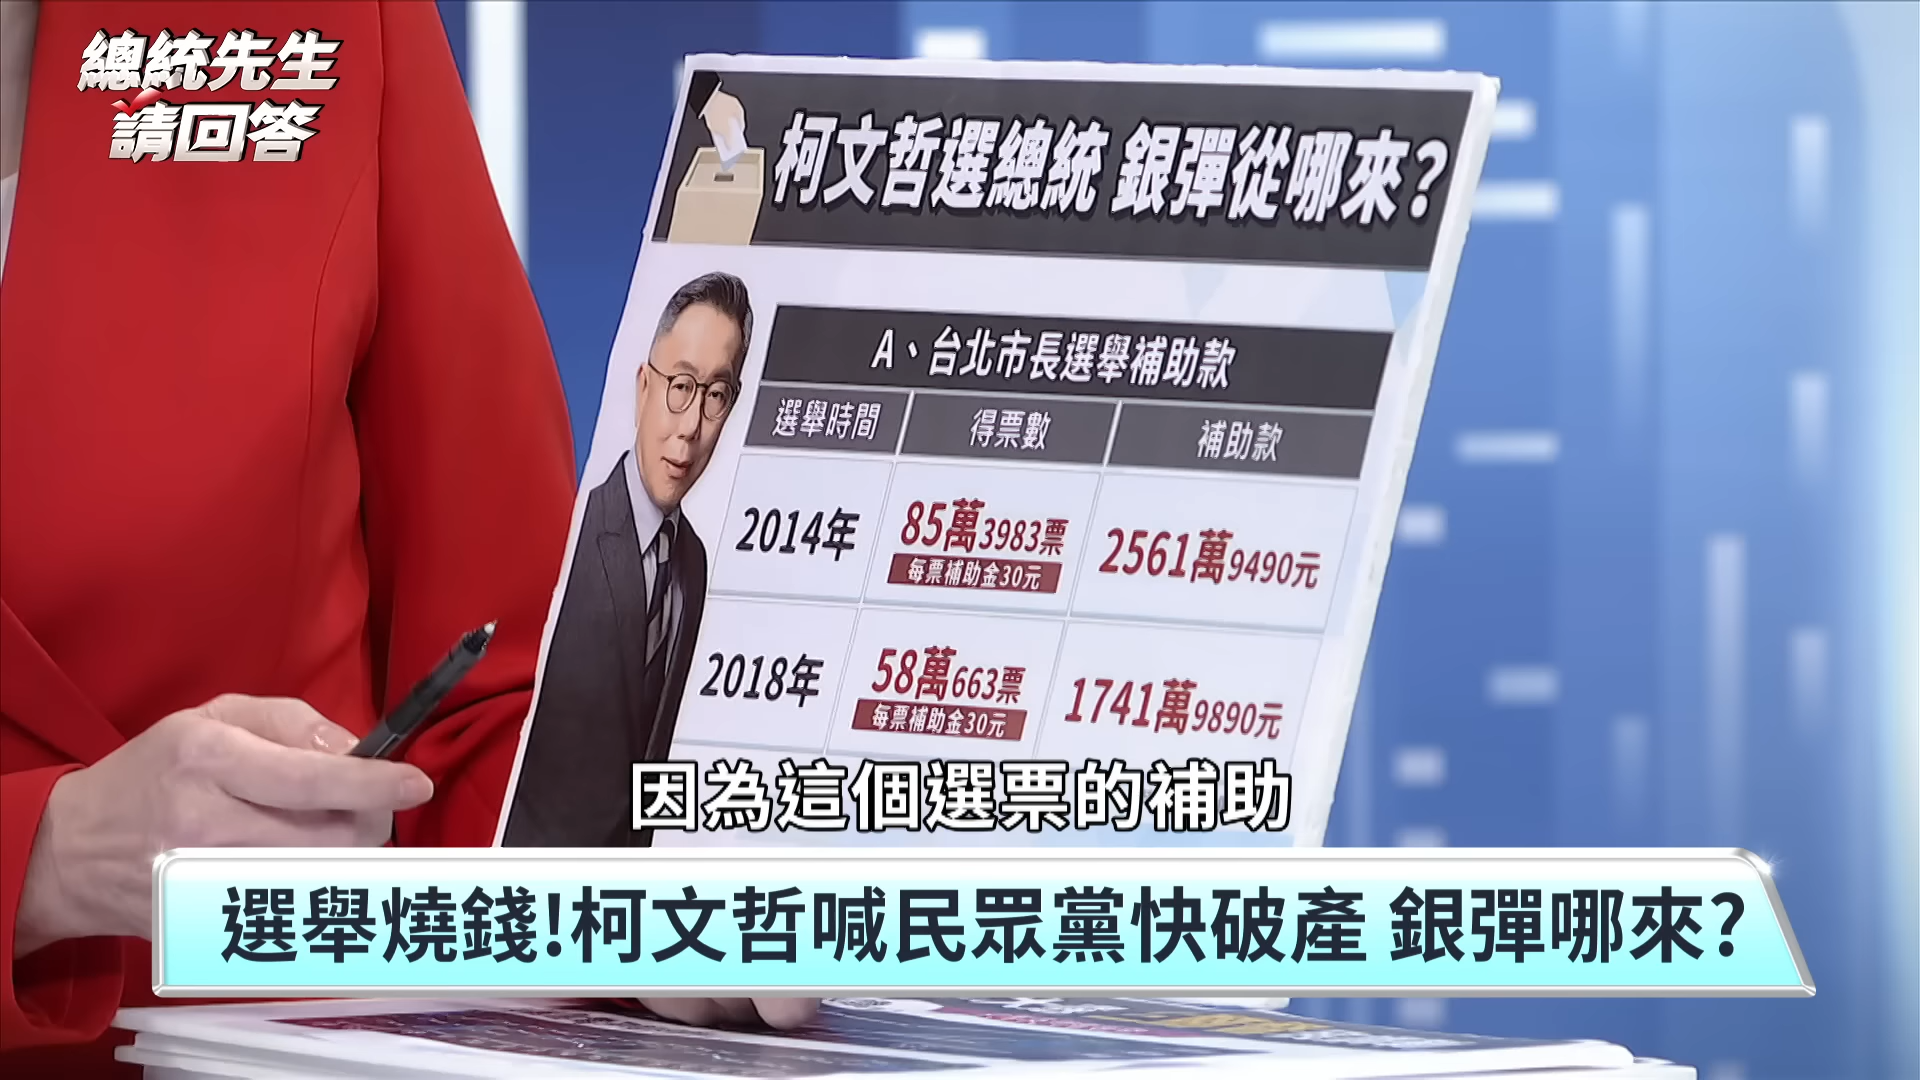 總統先生
請回答
柯文哲選總統 銀彈從哪來?
A、台北市長選舉補助款
選舉時間 得票數 補助款
2014年 85萬3983票 2561萬9490元
每票補助金30元
2018年 58萬663票 1741萬9890元
每票補助金30元
因為這個選票的補助
選舉燒錢!柯文哲喊民眾黨快破產 銀彈哪來?